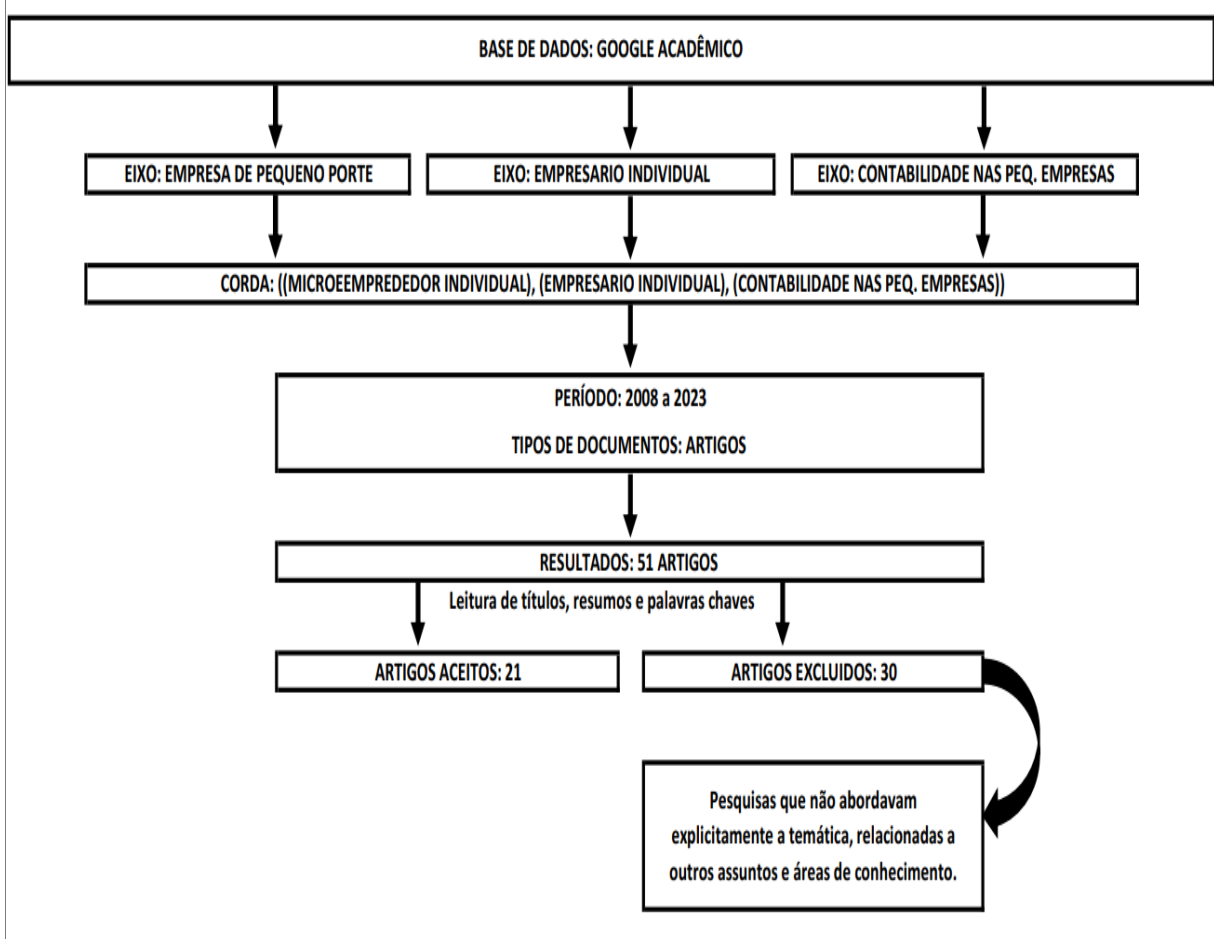 BASE DE DADOS: GOOGLE ACADÊMICO
EIXO: EMPRESA DE PEQUENO PORTE
EIXO: EMPRESARIO INDIVIDUAL
EIXO: CONTABILIDADE NAS PEQ. EMPRESAS
CORDA: ((MICROEEMPREDEDOR INDIVIDUAL), (EMPRESARIO INDIVIDUAL), (CONTABILIDADE NAS PEQ. EMPRESAS))
PERÍODO: 2008 a 2023
TIPOS DE DOCUMENTOS: ARTIGOS
RESULTADOS: 51 ARTIGOS
Leitura de títulos, resumos e palavras chaves
ARTIGOS ACEITOS: 21
ARTIGOS EXCLUIDOS: 30
Pesquisas que não abordavam
explicitamente a temática, relacionadas a
outros assuntos e áreas de conhecimento.